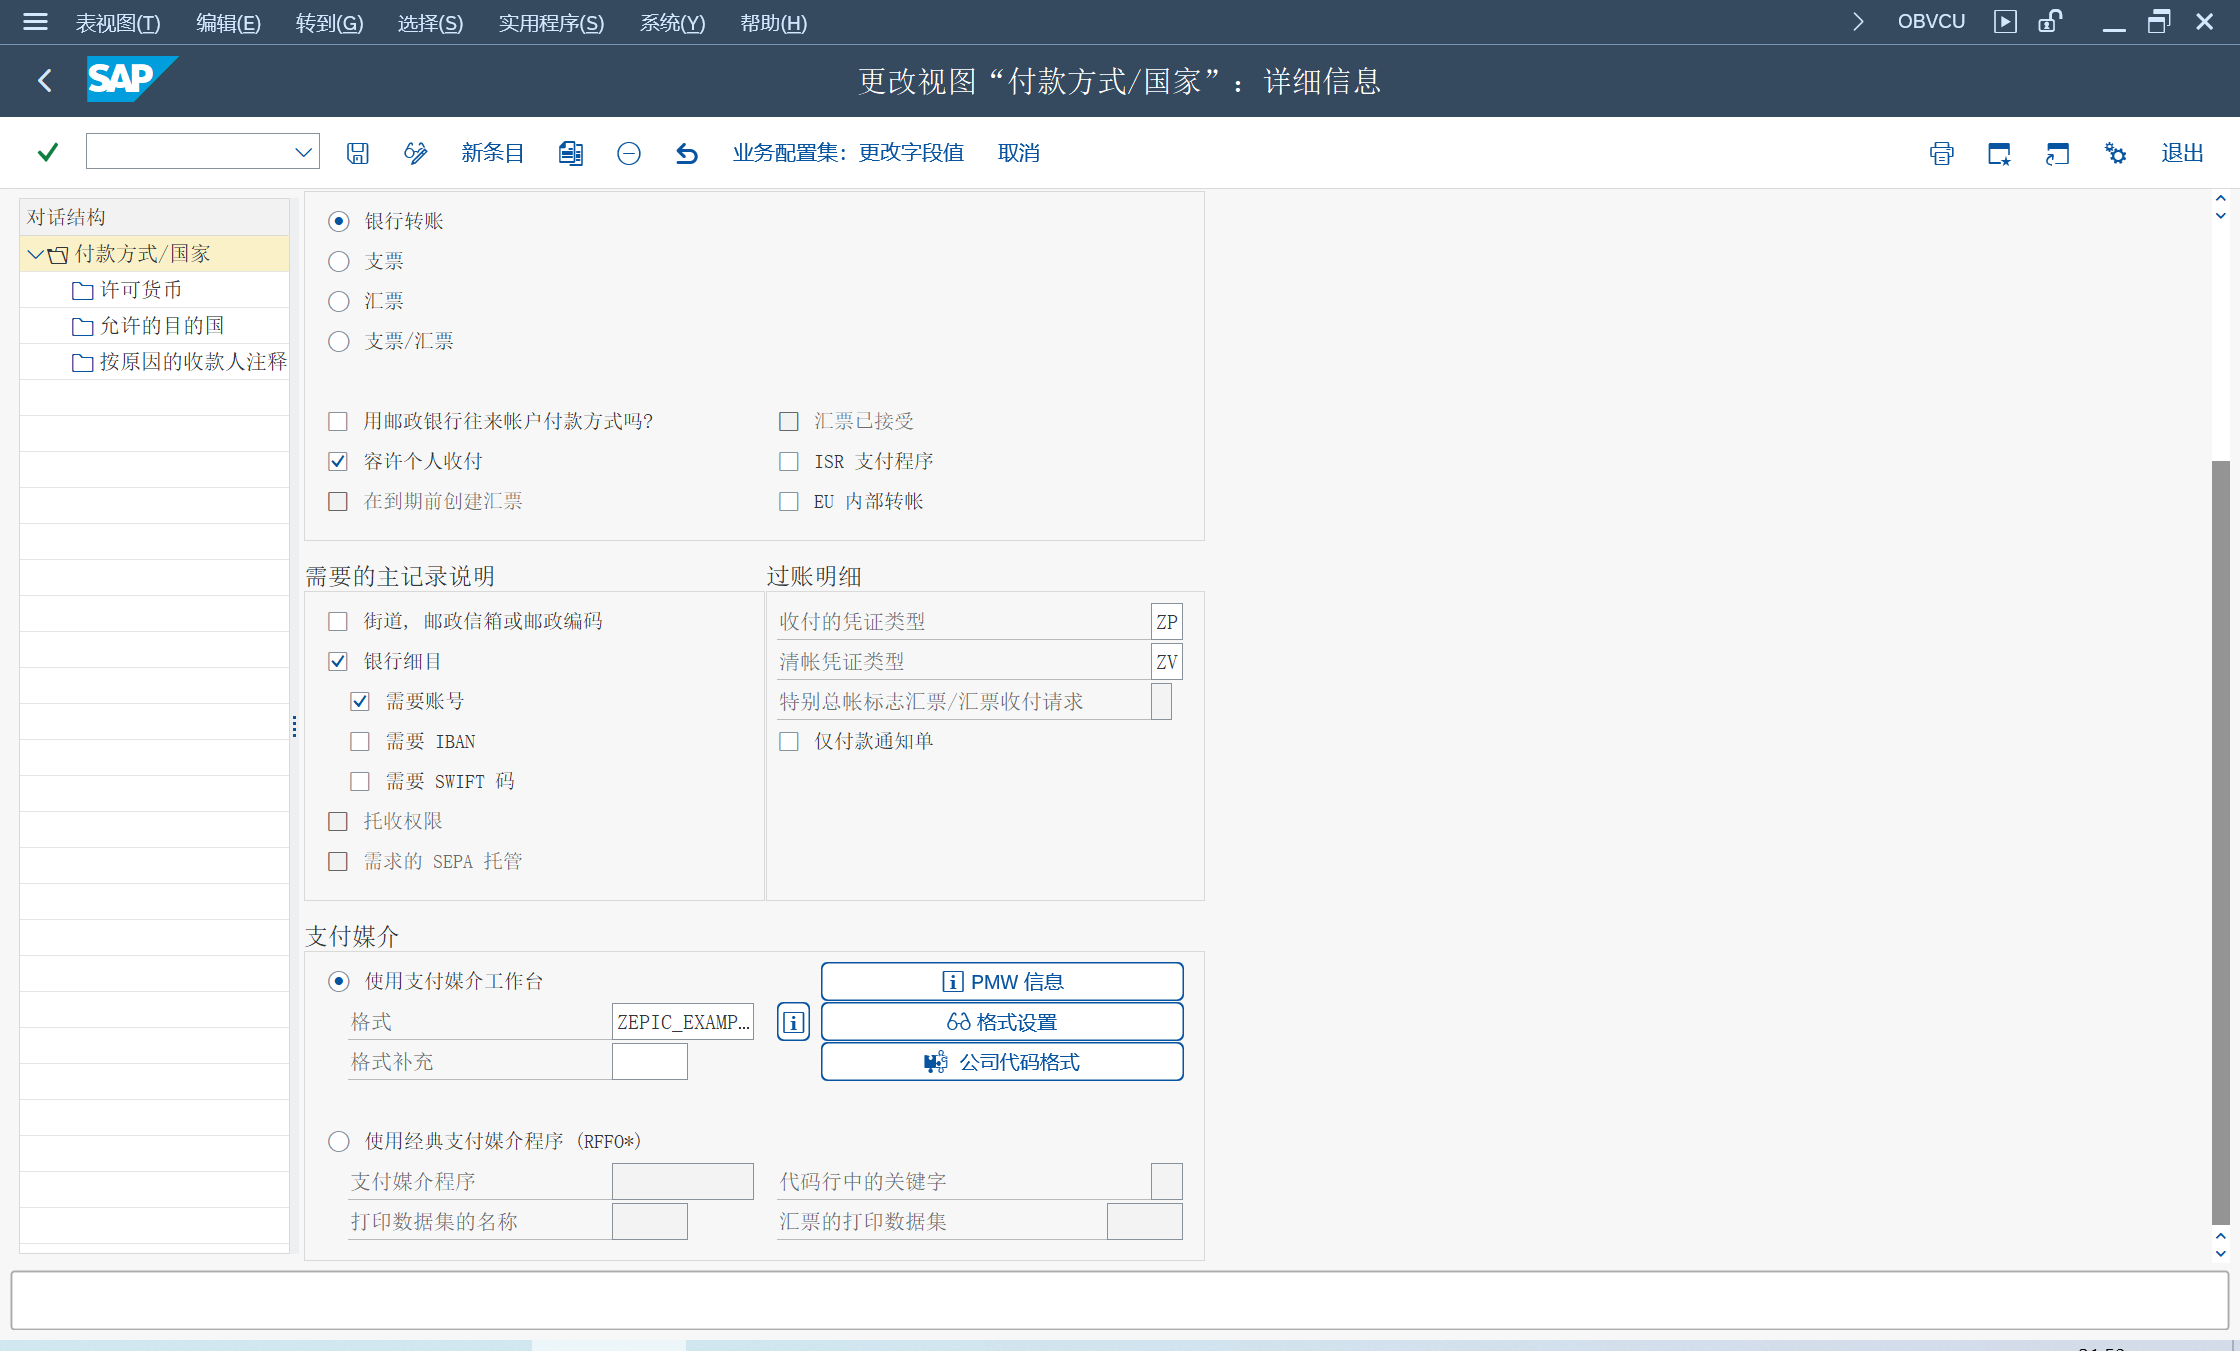 表视图(T) 编辑(E) 转到(G) 选择(S) 实用程序(S) 系统(Y) 帮助(H) OBVCU
SAP 更改视图“付款方式/国家”：详细信息
新条目 业务配置集：更改字段值 取消 退出
对话结构
付款方式/国家
许可货币
允许的目的国
按原因的收款人注释
银行转账
支票
汇票
支票/汇票
用邮政银行往来帐户付款方式吗? 汇票已接受
容许个人收付 ISR 支付程序
在到期前创建汇票 EU 内部转帐
需要的主记录说明 过账明细
街道, 邮政信箱或邮政编码 收付的凭证类型 ZP
银行细目 清帐凭证类型 ZV
需要账号 特别总帐标志汇票/汇票收付请求
需要 IBAN 仅付款通知单
需要 SWIFT 码
托收权限
需求的 SEPA 托管
支付媒介
使用支付媒介工作台 PMW 信息
格式 ZEPIC_EXAMP… 格式设置
格式补充 公司代码格式
使用经典支付媒介程序 (RFFO*)
支付媒介程序 代码行中的关键字
打印数据集的名称 汇票的打印数据集